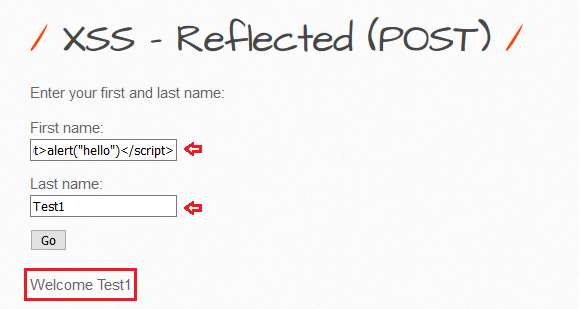 / XSS - Reflected (POST) /
Enter your first and last name:
First name:
t>alert("hello")</script>
Last name:
Test1
Go
Welcome Test1